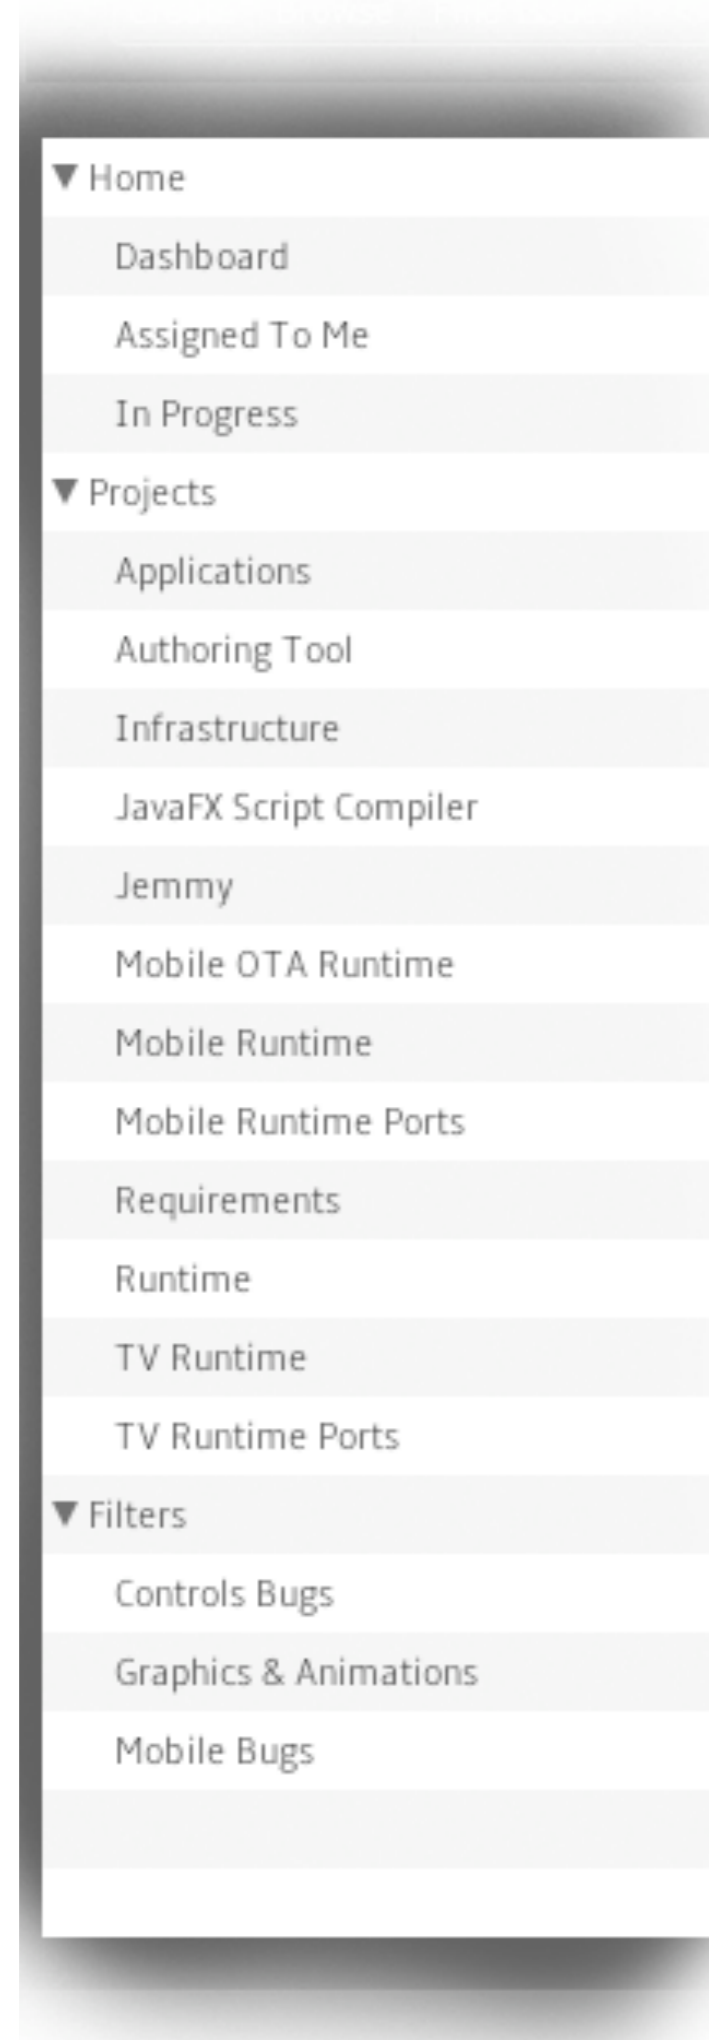 ▼ Home
Dashboard
Assigned To Me
In Progress
▼ Projects
Applications
Authoring Tool
Infrastructure
JavaFX Script Compiler
Jemmy
Mobile OTA Runtime
Mobile Runtime
Mobile Runtime Ports
Requirements
Runtime
TV Runtime
TV Runtime Ports
▼ Filters
Controls Bugs
Graphics & Animations
Mobile Bugs